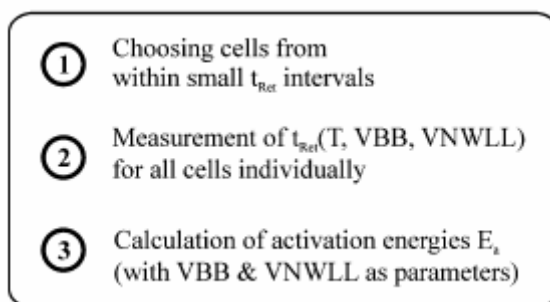 1 Choosing cells from
within small t_Ret intervals
2 Measurement of t_Ret(T, VBB, VNWLL)
for all cells individually
3 Calculation of activation energies E_a
(with VBB & VNWLL as parameters)